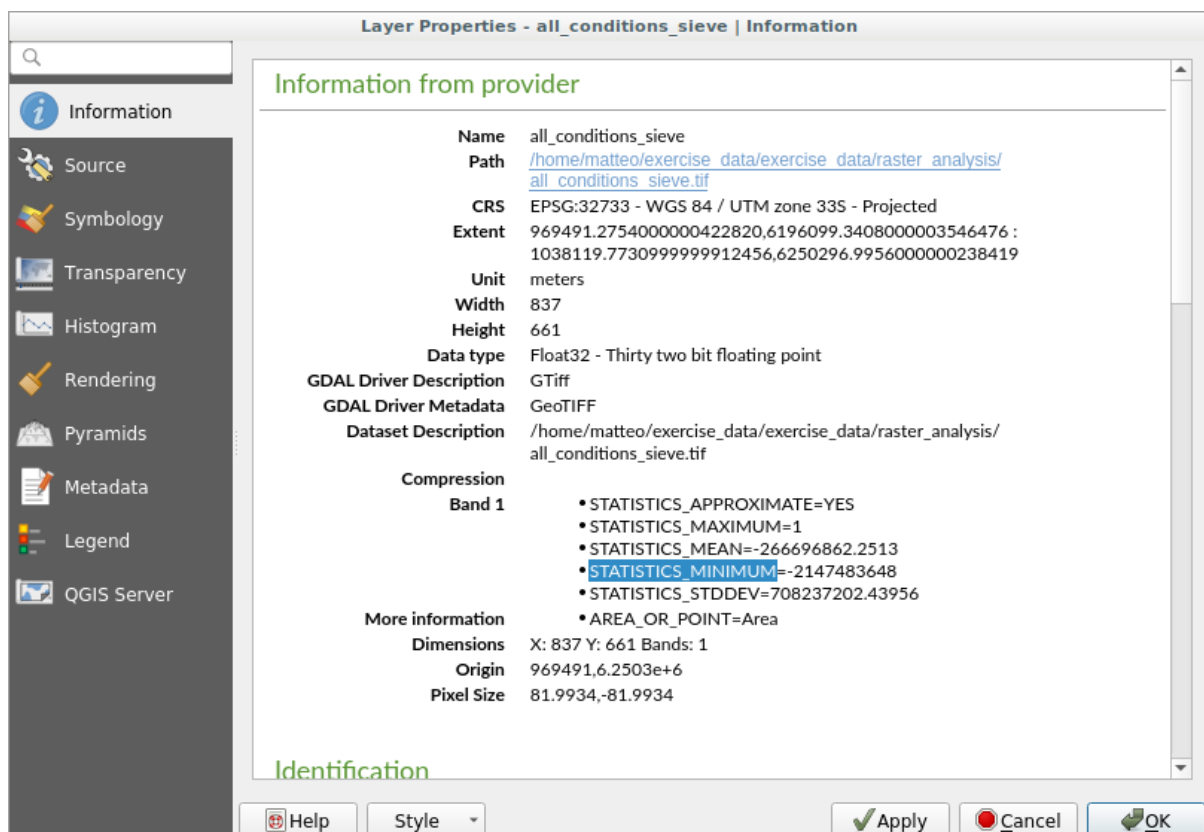 Layer Properties - all_conditions_sieve | Information
Information
Source
Symbology
Transparency
Histogram
Rendering
Pyramids
Metadata
Legend
QGIS Server
Information from provider
Name all_conditions_sieve
Path /home/matteo/exercise_data/exercise_data/raster_analysis/
all_conditions_sieve.tif
CRS EPSG:32733 - WGS 84 / UTM zone 33S - Projected
Extent 969491.2754000000422820,6196099.3408000003546476 :
1038119.7730999999912456,6250296.9956000000238419
Unit meters
Width 837
Height 661
Data type Float32 - Thirty two bit floating point
GDAL Driver Description GTiff
GDAL Driver Metadata GeoTIFF
Dataset Description /home/matteo/exercise_data/exercise_data/raster_analysis/
all_conditions_sieve.tif
Compression
Band 1 • STATISTICS_APPROXIMATE=YES
• STATISTICS_MAXIMUM=1
• STATISTICS_MEAN=-266696862.2513
• STATISTICS_MINIMUM=-2147483648
• STATISTICS_STDDEV=708237202.43956
More information • AREA_OR_POINT=Area
Dimensions X: 837 Y: 661 Bands: 1
Origin 969491,6.2503e+6
Pixel Size 81.9934,-81.9934
Identification
Help Style Apply Cancel OK